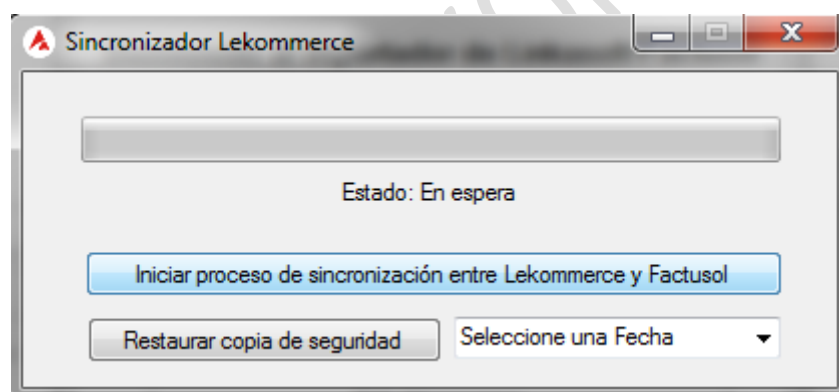 Sincronizador Lekommerce
Estado: En espera
Iniciar proceso de sincronización entre Lekommerce y Factusol
Restaurar copia de seguridad
Seleccione una Fecha